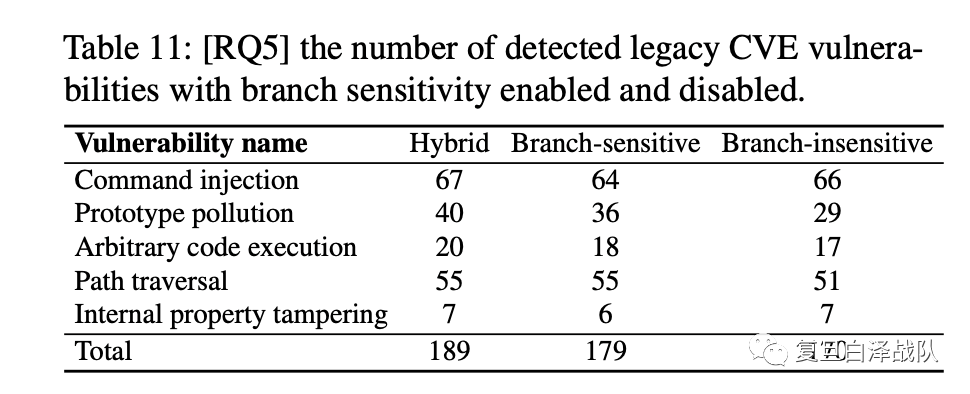 Table 11: [RQ5] the number of detected legacy CVE vulnera-
bilities with branch sensitivity enabled and disabled.
Vulnerability name Hybrid Branch-sensitive Branch-insensitive
Command injection 67 64 66
Prototype pollution 40 36 29
Arbitrary code execution 20 18 17
Path traversal 55 55 51
Internal property tampering 7 6 7
Total 189 179
复旦白泽战队